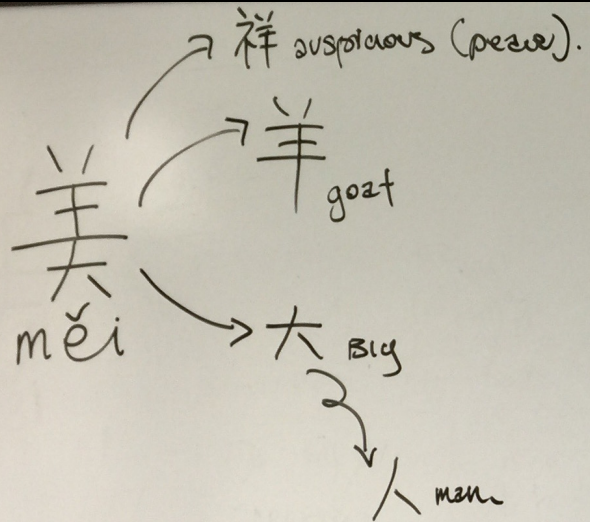 祥 auspicious (peace).
羊 goat
美
měi
大 Big
人 man